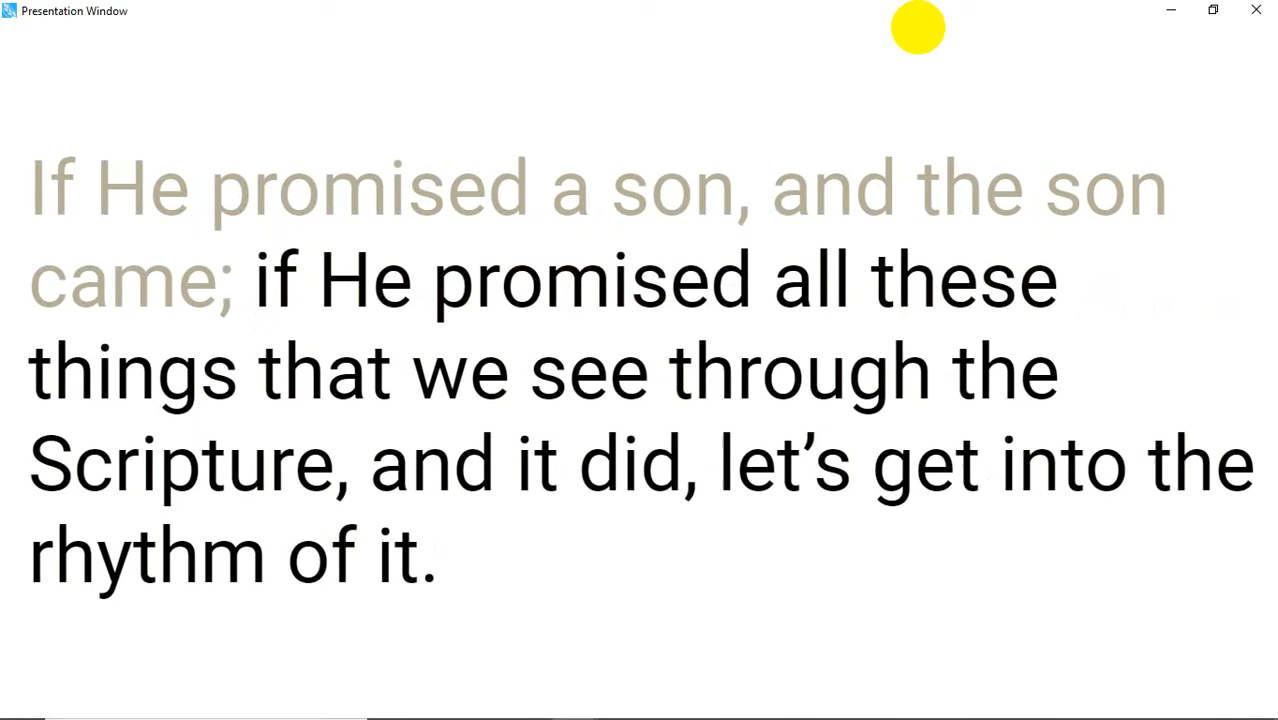 Presentation Window
If He promised a son, and the son
came; if He promised all these
things that we see through the
Scripture, and it did, let’s get into the
rhythm of it.